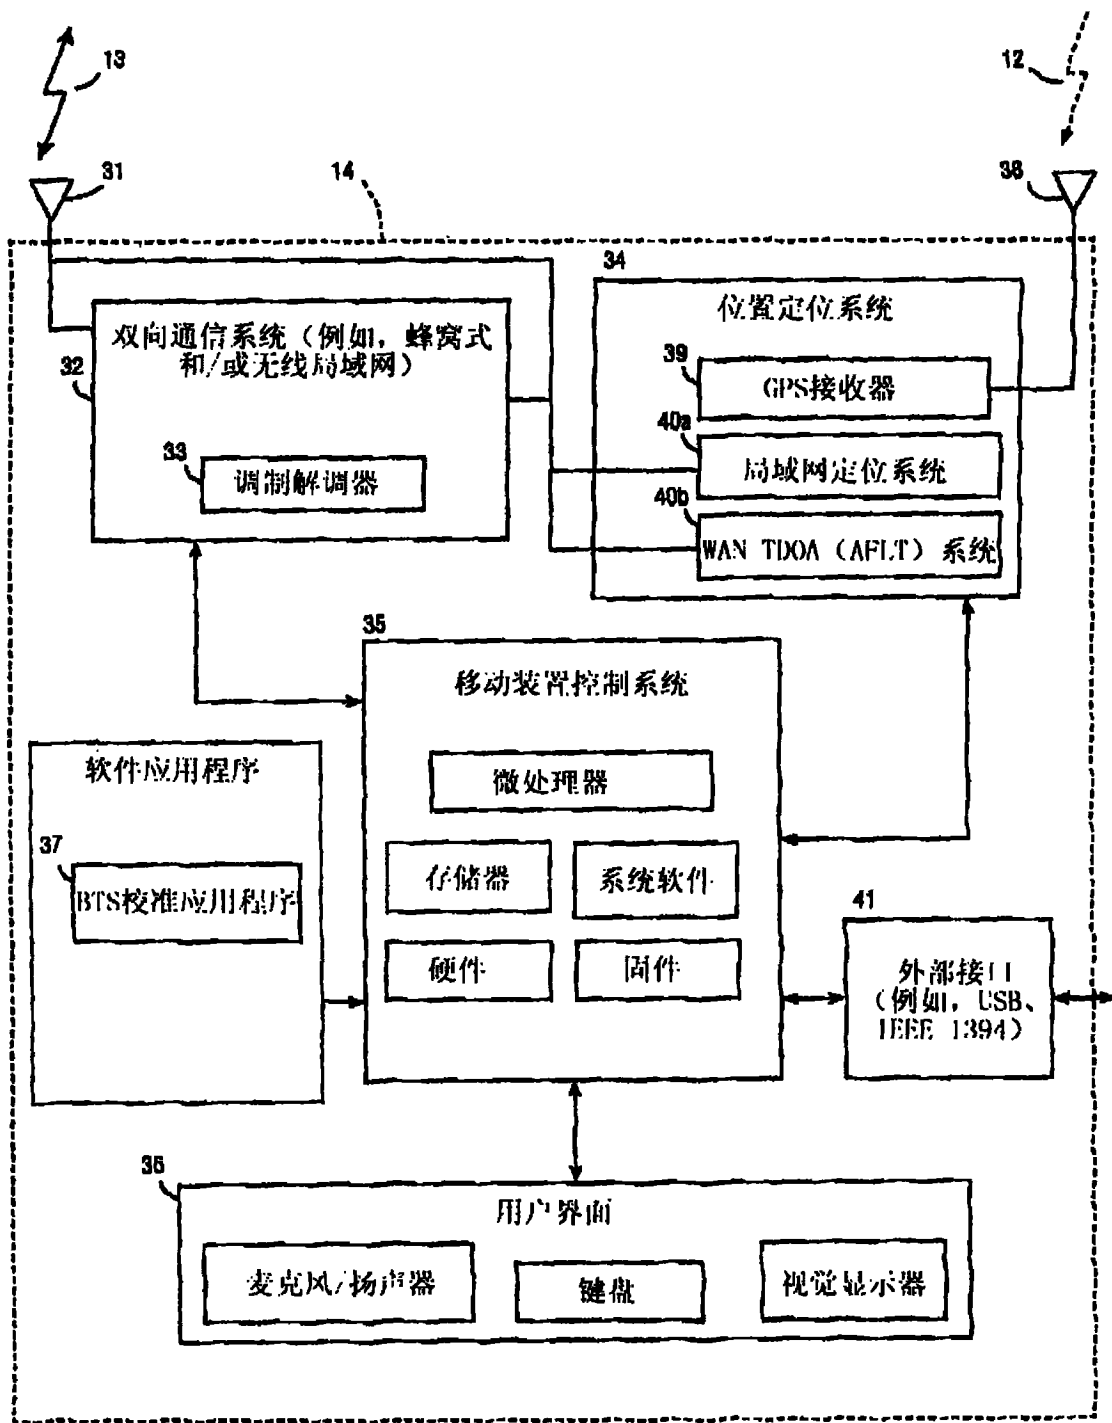 13
12
31
14
38
34
位置定位系统
双向通信系统（例如，蜂窝式
和/或无线局域网）
32
39
GPS接收器
40a
局域网定位系统
33
调制解调器
40b
WAN TDOA（AFLT）系统
35
移动装置控制系统
微处理器
软件应用程序
37
BTS校准应用程序
存储器
系统软件
硬件
固件
41
外部接口
（例如，USB、
IEEE 1394）
36
用户界面
麦克风/扬声器
键盘
视觉显示器